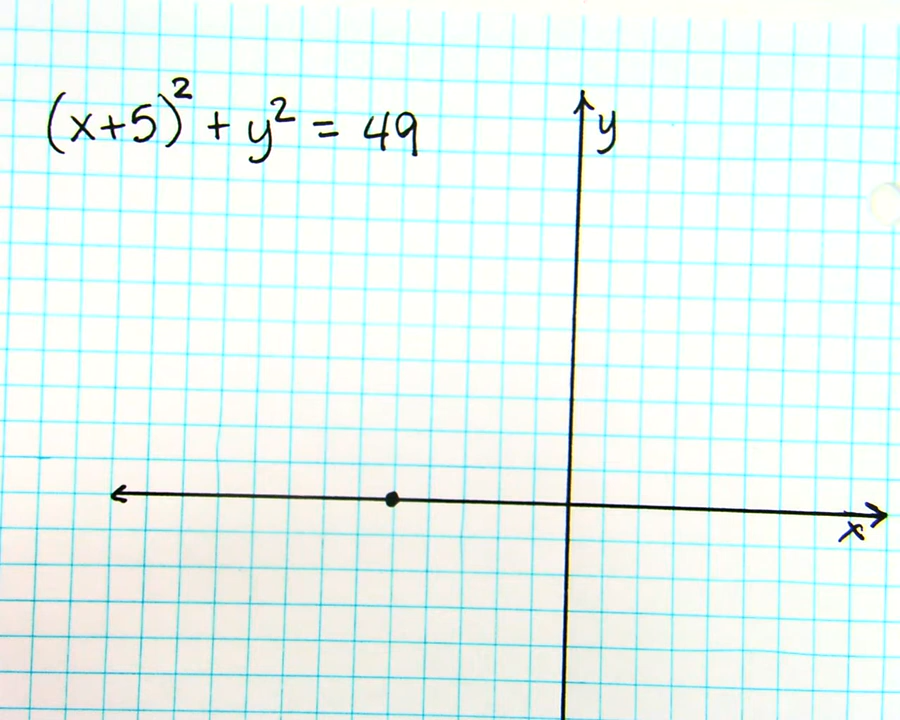 (x+5)² + y² = 49
y
x